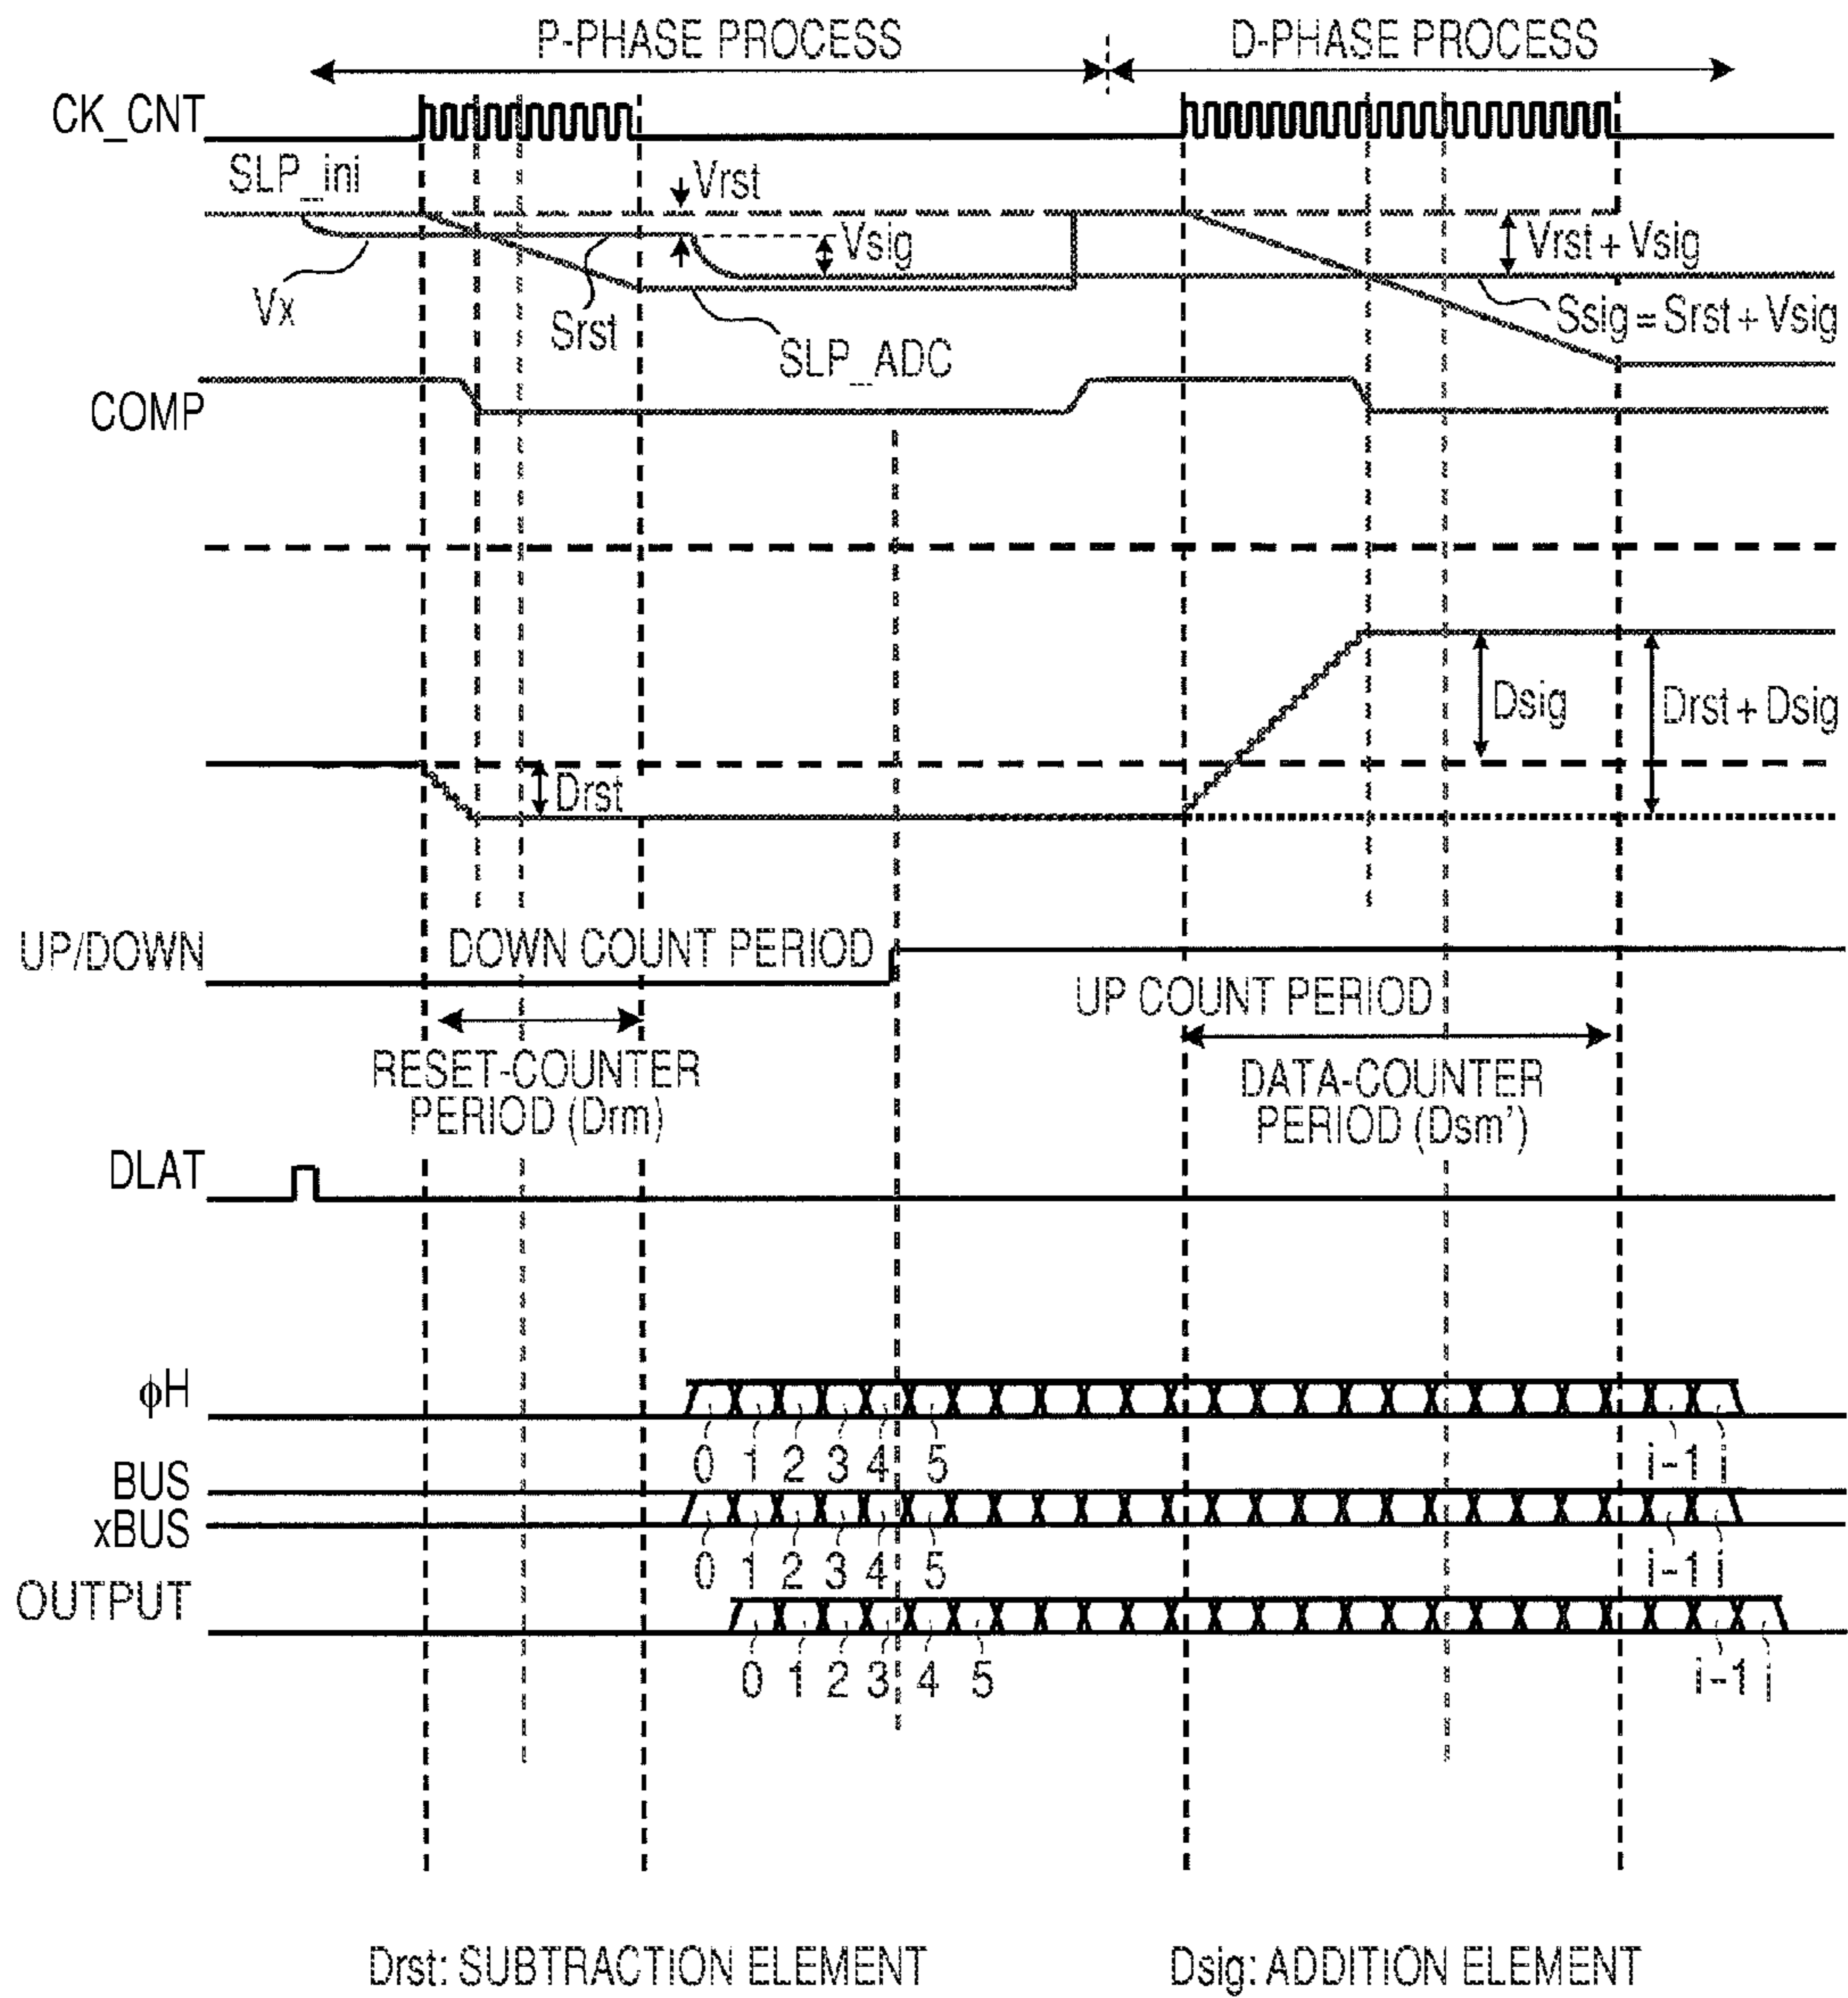 P-PHASE PROCESS
D-PHASE PROCESS
CK_CNT
SLP_ini
Vrst
Vsig
Vrst + Vsig
Vx
Srst
SLP_ADC
Ssig = Srst + Vsig
COMP
Dsig
Drst + Dsig
Drst
UP/DOWN
DOWN COUNT PERIOD
UP COUNT PERIOD
RESET-COUNTER
PERIOD (Drm)
DATA-COUNTER
PERIOD (Dsm')
DLAT
ϕH
0 1 2 3 4 5 i-1 i
BUS
xBUS
0 1 2 3 4 5 i-1 i
OUTPUT
0 1 2 3 4 5 i-1 i
Drst: SUBTRACTION ELEMENT
Dsig: ADDITION ELEMENT